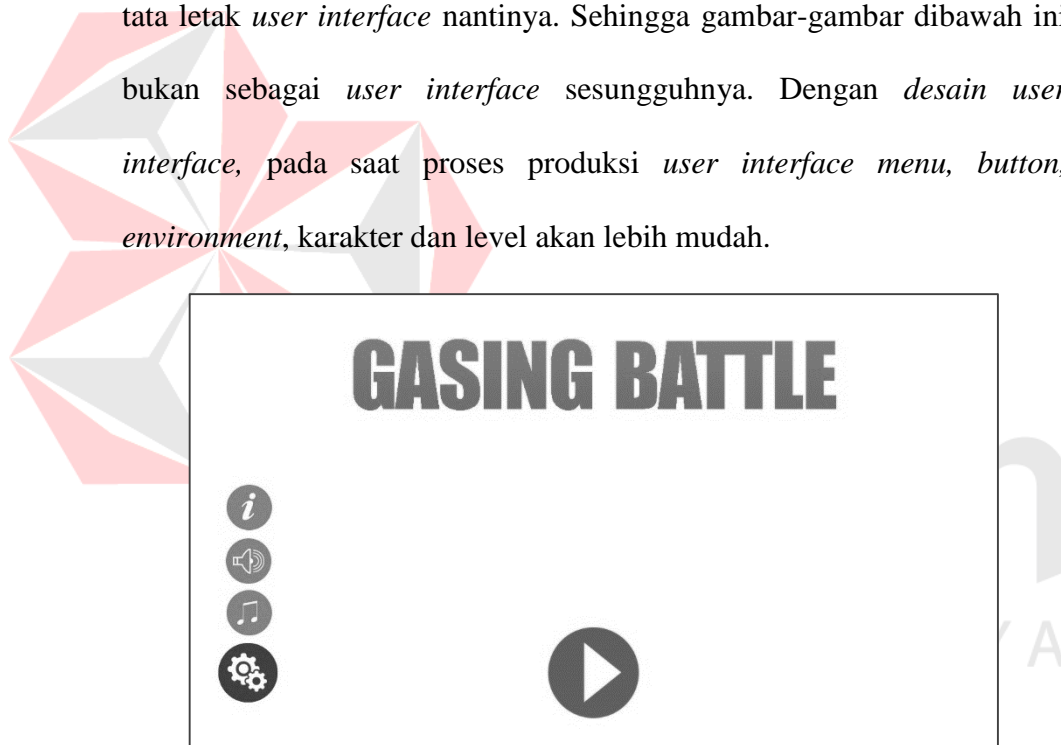 tata letak user interface nantinya. Sehingga gambar-gambar dibawah ini
bukan sebagai user interface sesungguhnya. Dengan desain user
interface, pada saat proses produksi user interface menu, button,
environment, karakter dan level akan lebih mudah.
GASING BATTLE
i
YA